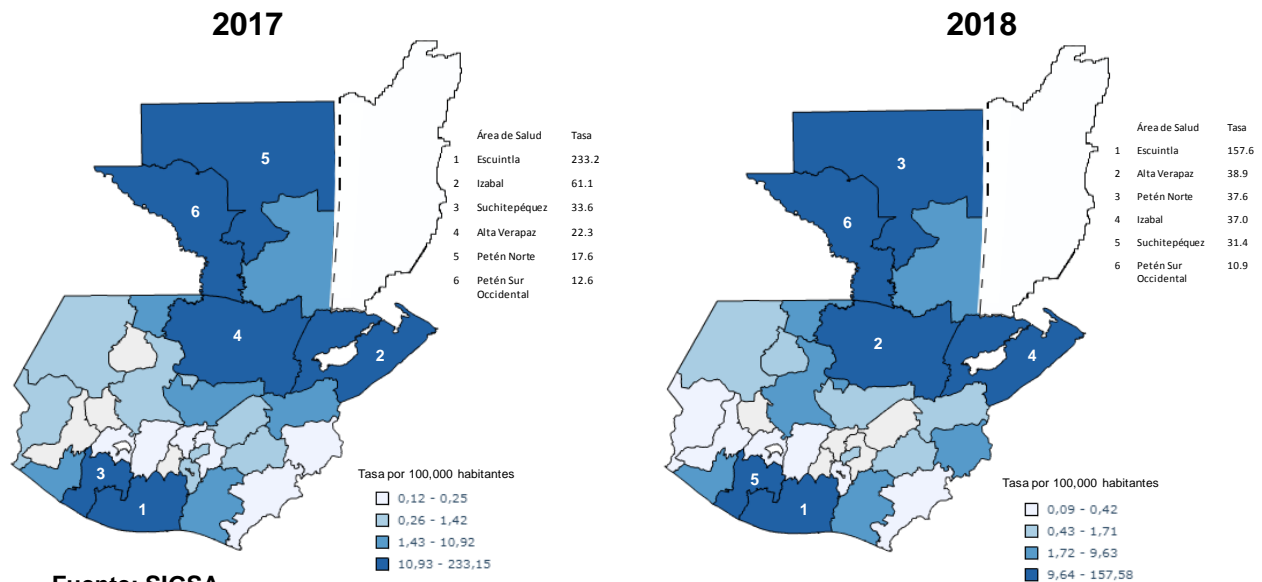 2017
Área de Salud Tasa
1 Escuintla 233.2
2 Izabal 61.1
3 Suchitepéquez 33.6
4 Alta Verapaz 22.3
5 Petén Norte 17.6
6 Petén Sur Occidental 12.6
5
6
4
2
3
1
Tasa por 100,000 habitantes
0,12 - 0,25
0,26 - 1,42
1,43 - 10,92
10,93 - 233,15
Fuente: SIGSA
2018
Área de Salud Tasa
1 Escuintla 157.6
2 Alta Verapaz 38.9
3 Petén Norte 37.6
4 Izabal 37.0
5 Suchitepéquez 31.4
6 Petén Sur Occidental 10.9
3
6
2
4
5
1
Tasa por 100,000 habitantes
0,09 - 0,42
0,43 - 1,71
1,72 - 9,63
9,64 - 157,58